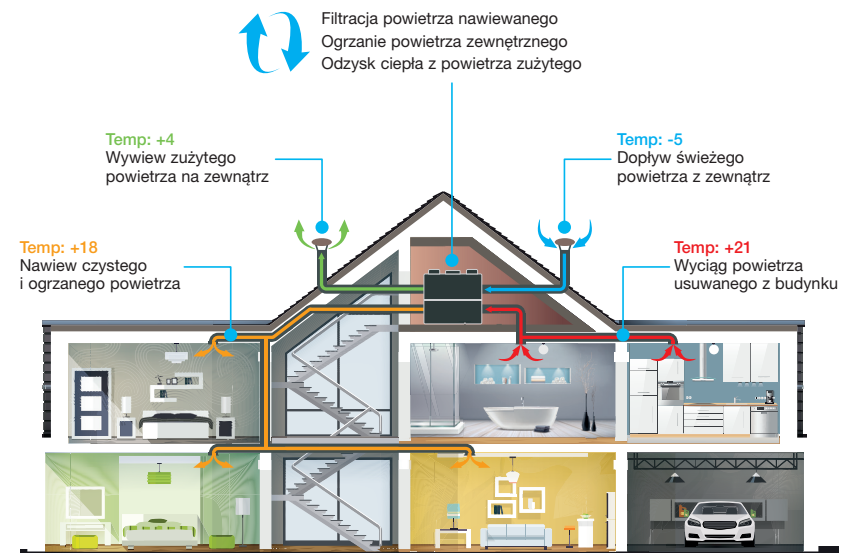 Filtracja powietrza nawiewanego
Ogrzanie powietrza zewnętrznego
Odzysk ciepła z powietrza zużytego
Temp: +4
Wywiew zużytego
powietrza na zewnątrz
Temp: -5
Dopływ świeżego
powietrza z zewnątrz
Temp: +18
Nawiew czystego
i ogrzanego powietrza
Temp: +21
Wyciąg powietrza
usuwanego z budynku